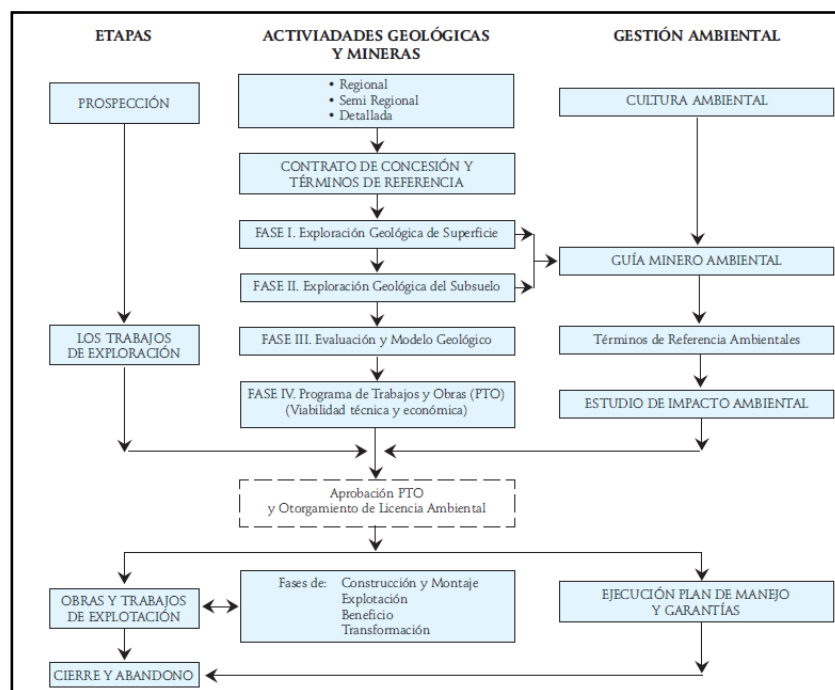 ETAPAS
ACTIVIADADES GEOLÓGICAS
Y MINERAS
GESTIÓN AMBIENTAL
PROSPECCIÓN
• Regional
• Semi Regional
• Detallada
CULTURA AMBIENTAL
CONTRATO DE CONCESIÓN Y
TÉRMINOS DE REFERENCIA
FASE I. Exploración Geológica de Superficie
GUÍA MINERO AMBIENTAL
FASE II. Exploración Geológica del Subsuelo
LOS TRABAJOS
DE EXPLORACIÓN
FASE III. Evaluación y Modelo Geológico
Términos de Referencia Ambientales
FASE IV. Programa de Trabajos y Obras (PTO)
(Viabilidad técnica y económica)
ESTUDIO DE IMPACTO AMBIENTAL
Aprobación PTO
y Otorgamiento de Licencia Ambiental
OBRAS Y TRABAJOS
DE EXPLOTACIÓN
Fases de: Construcción y Montaje
Explotación
Beneficio
Transformación
EJECUCIÓN PLAN DE MANEJO
Y GARANTÍAS
CIERRE Y ABANDONO